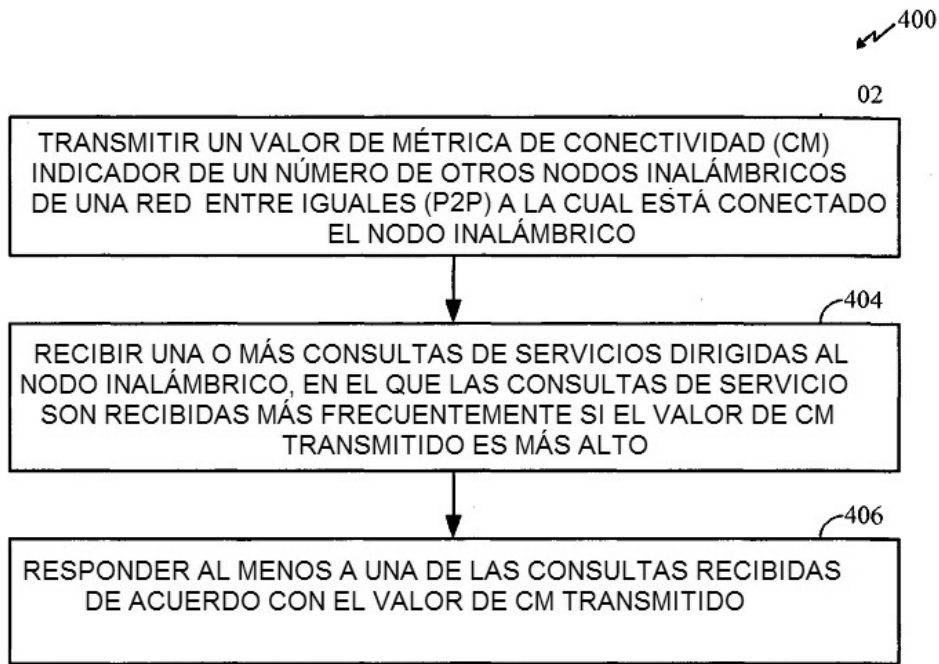 400
02
TRANSMITIR UN VALOR DE MÉTRICA DE CONECTIVIDAD (CM)
INDICADOR DE UN NÚMERO DE OTROS NODOS INALÁMBRICOS
DE UNA RED ENTRE IGUALES (P2P) A LA CUAL ESTÁ CONECTADO
EL NODO INALÁMBRICO
404
RECIBIR UNA O MÁS CONSULTAS DE SERVICIOS DIRIGIDAS AL
NODO INALÁMBRICO, EN EL QUE LAS CONSULTAS DE SERVICIO
SON RECIBIDAS MÁS FRECUENTEMENTE SI EL VALOR DE CM
TRANSMITIDO ES MÁS ALTO
406
RESPONDER AL MENOS A UNA DE LAS CONSULTAS RECIBIDAS
DE ACUERDO CON EL VALOR DE CM TRANSMITIDO